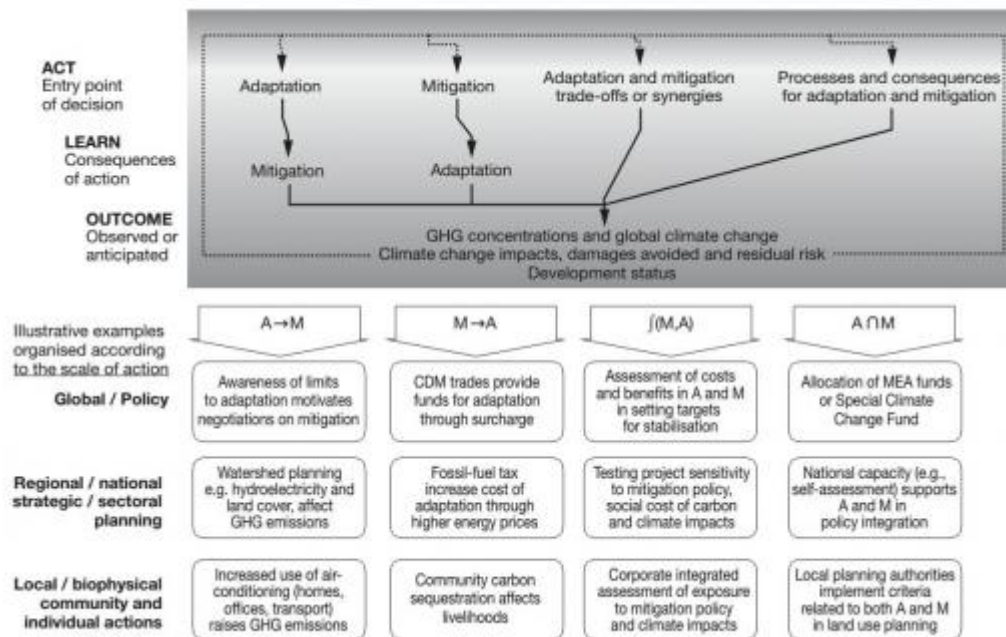 ACT
Entry point
of decision
Adaptation
Mitigation
Adaptation and mitigation
trade-offs or synergies
Processes and consequences
for adaptation and mitigation
LEARN
Consequences
of action
Mitigation
Adaptation
OUTCOME
Observed or
anticipated
GHG concentrations and global climate change
Climate change impacts, damages avoided and residual risk
Development status
Illustrative examples
organised according
to the scale of action
A→M
M→A
∫(M,A)
A∩M
Global / Policy
Awareness of limits
to adaptation motivates
negotiations on mitigation
CDM trades provide
funds for adaptation
through surcharge
Assessment of costs
and benefits in A and M
in setting targets
for stabilisation
Allocation of MEA funds
or Special Climate
Change Fund
Regional / national
strategic / sectoral
planning
Watershed planning
e.g. hydroelectricity and
land cover, affect
GHG emissions
Fossil-fuel tax
increase cost of
adaptation through
higher energy prices
Testing project sensitivity
to mitigation policy,
social cost of carbon
and climate impacts
National capacity (e.g.,
self-assessment) supports
A and M in
policy integration
Local / biophysical
community and
individual actions
Increased use of air-
conditioning (homes,
offices, transport)
raises GHG emissions
Community carbon
sequestration affects
livelihoods
Corporate integrated
assessment of exposure
to mitigation policy
and climate impacts
Local planning authorities
implement criteria
related to both A and M
in land use planning